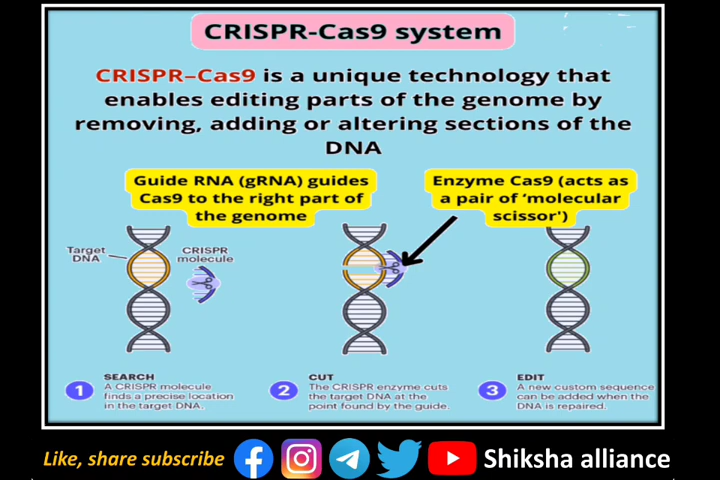 CRISPR-Cas9 system
CRISPR–Cas9 is a unique technology that
enables editing parts of the genome by
removing, adding or altering sections of the
DNA
Guide RNA (gRNA) guides
Cas9 to the right part of
the genome
Enzyme Cas9 (acts as
a pair of ‘molecular
scissor')
Target
DNA
CRISPR
molecule
1
SEARCH
A CRISPR molecule
finds a precise location
in the target DNA.
2
CUT
The CRISPR enzyme cuts
the target DNA at the
point found by the guide.
3
EDIT
A new custom sequence
can be added when the
DNA is repaired.
Like, share subscribe
Shiksha alliance